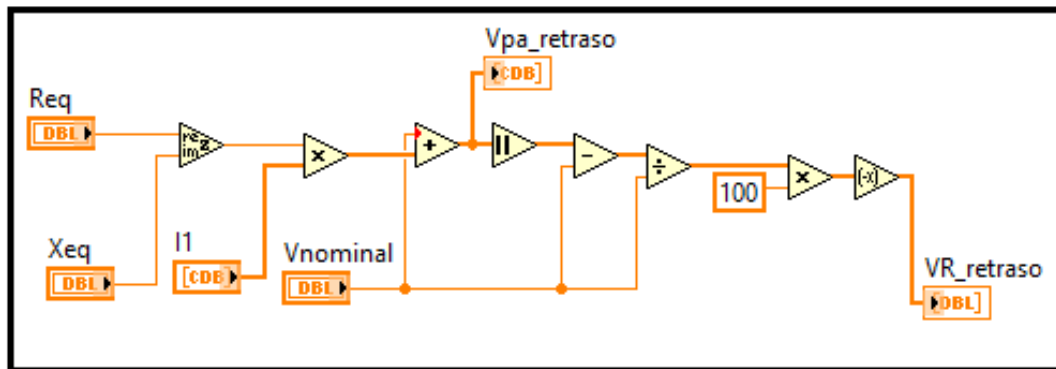 Vpa_retraso
[CDB]
Req
DBL
re
im
z
×
+
||
−
÷
100
×
(-x)
Xeq
DBL
I1
[CDB]
Vnominal
DBL
VR_retraso
[DBL]